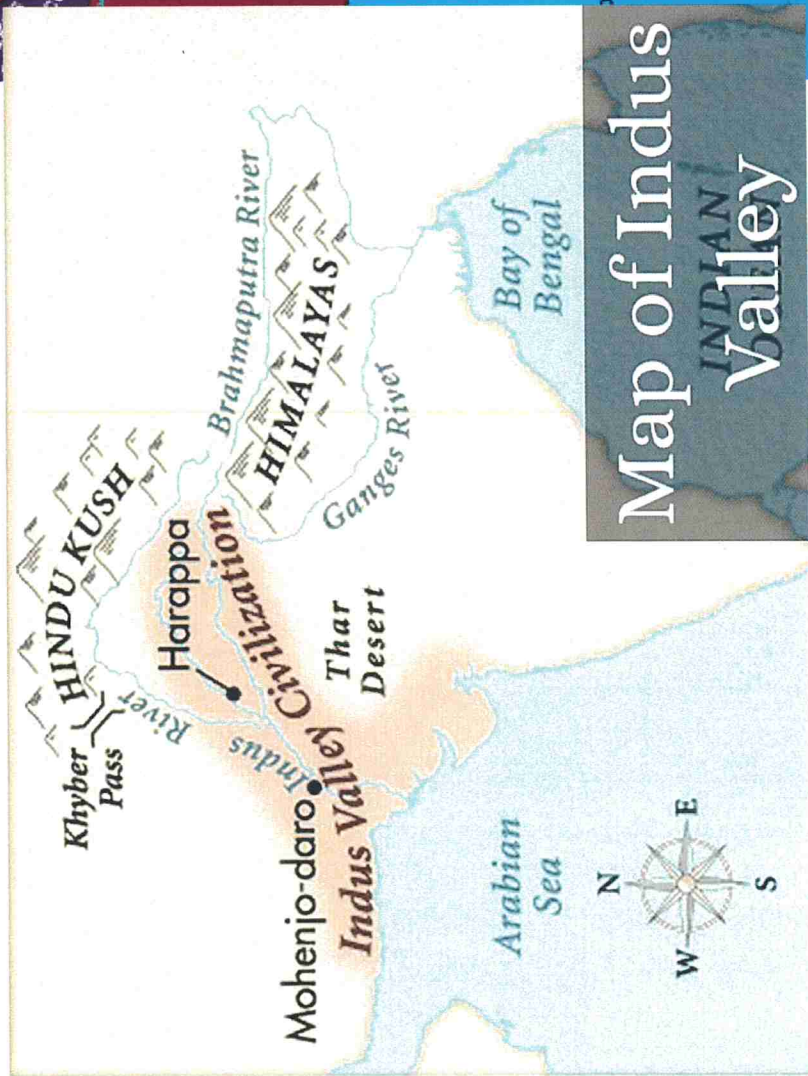 HINDU KUSH
Khyber
Pass
Brahmaputra River
Harappa
HIMALAYAS
Indus River
Mohenjo-daro
Indus Valley Civilization
Ganges River
Thar
Desert
Arabian
Sea
Bay of
Bengal
N
W
E
S
Map of Indus
Valley
INDIAN